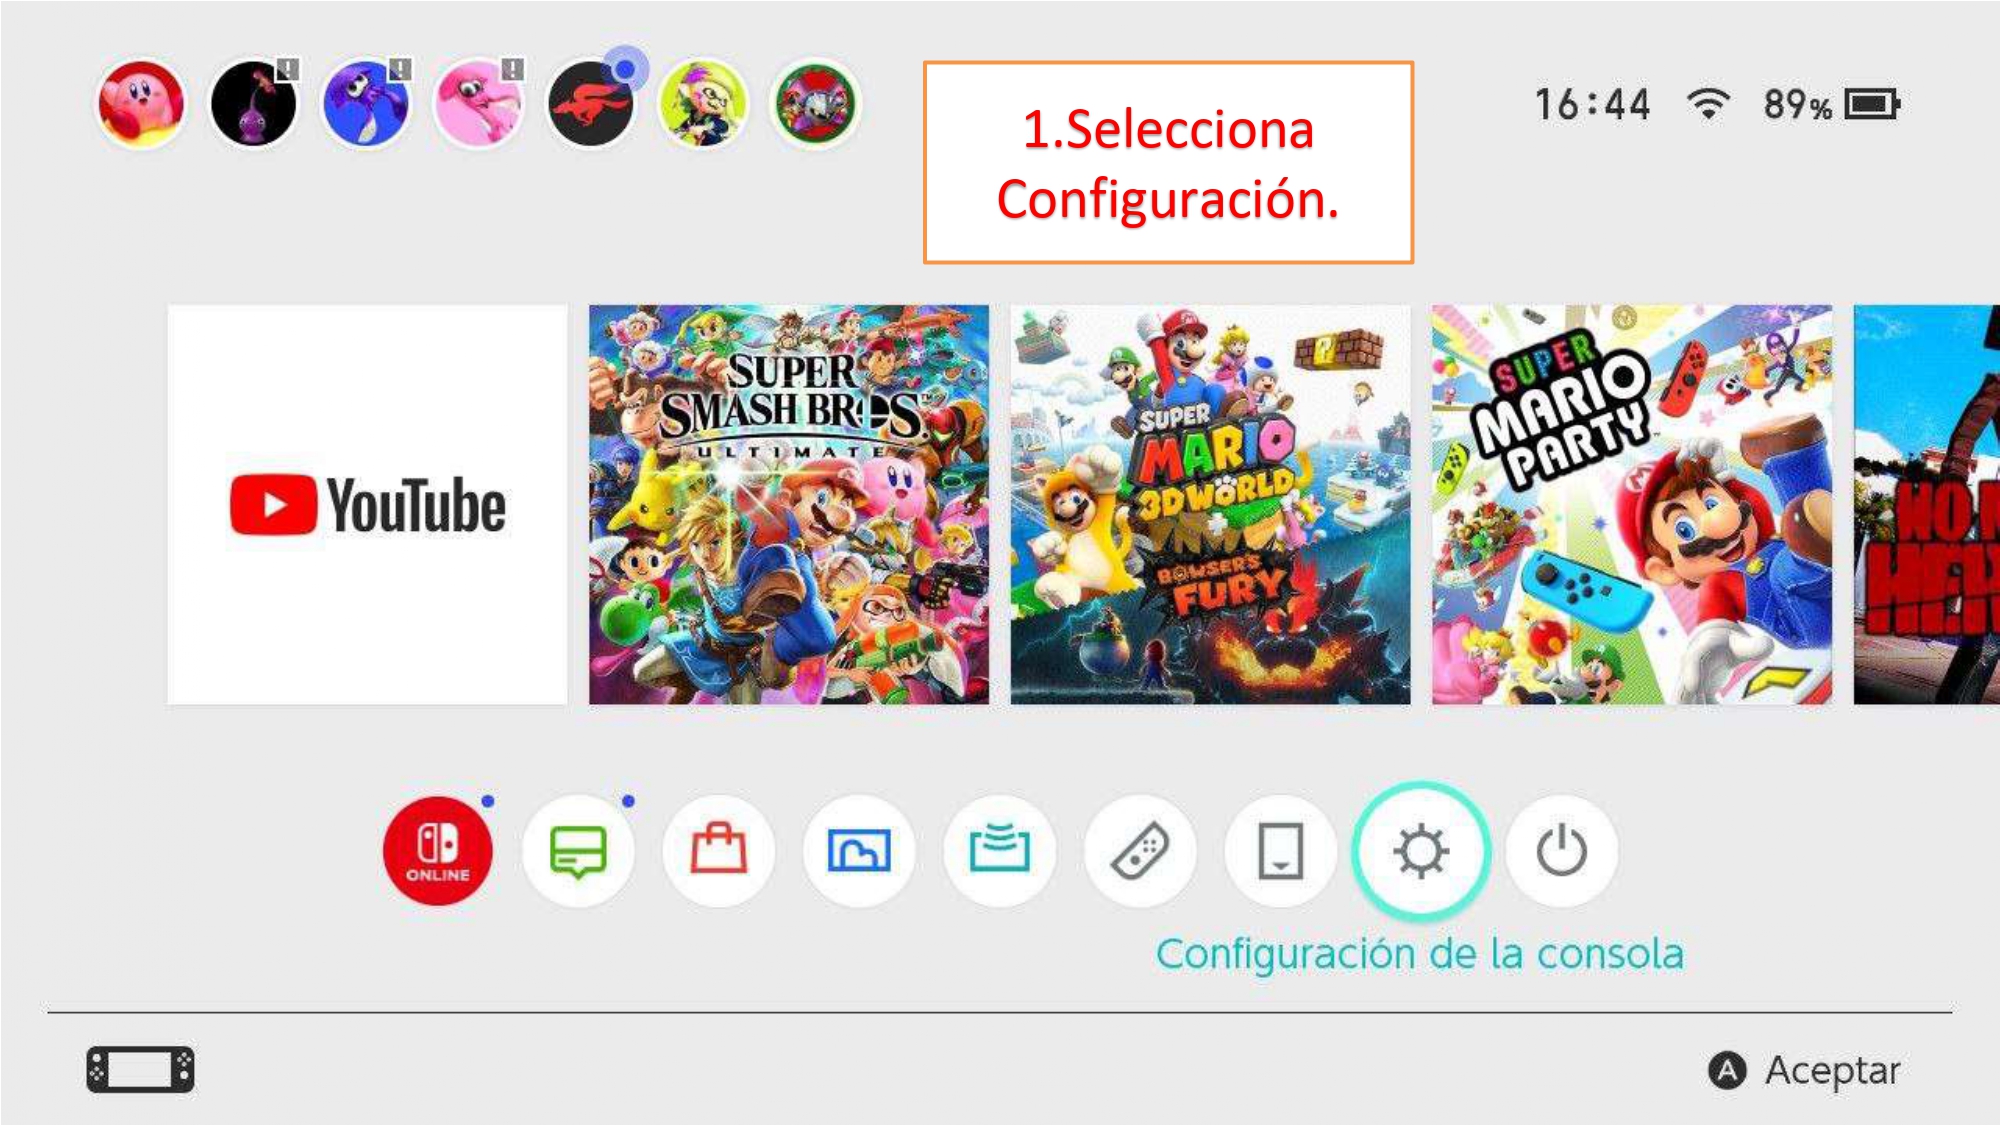 1.Selecciona
Configuración.
16:44 89%
YouTube
SUPER
SMASH BROS.
ULTIMATE
SUPER
MARIO
3D WORLD
+
BOWSER'S
FURY
SUPER
MARIO
PARTY
NO
ONLINE
Configuración de la consola
A Aceptar